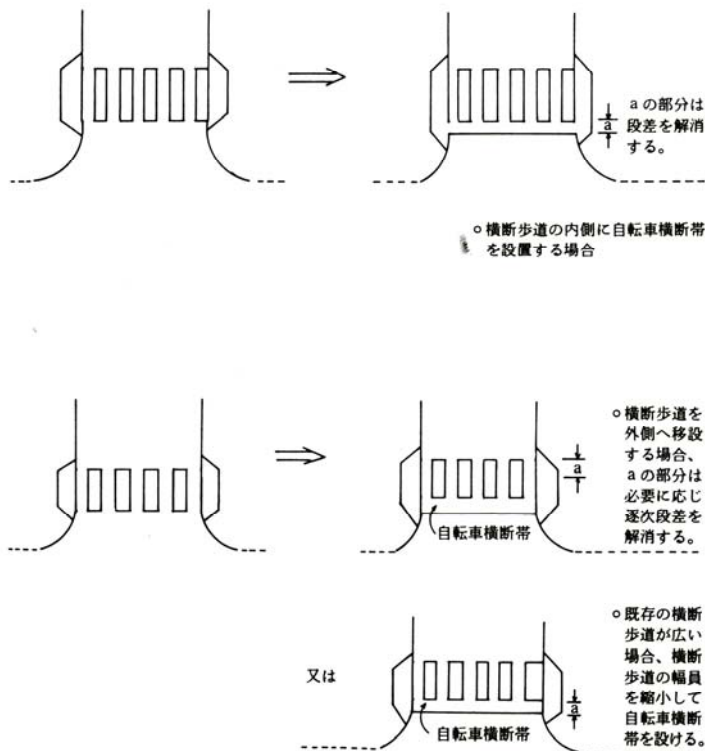 aの部分は
段差を解消
する。
a
○横断歩道の内側に自転車横断帯
を設置する場合
○横断歩道を
外側へ移設
する場合、
aの部分は
必要に応じ
逐次段差を
解消する。
a
自転車横断帯
又は
○既存の横断
歩道が広い
場合、横断
歩道の幅員
を縮小して
自転車横断
帯を設ける。
a
自転車横断帯